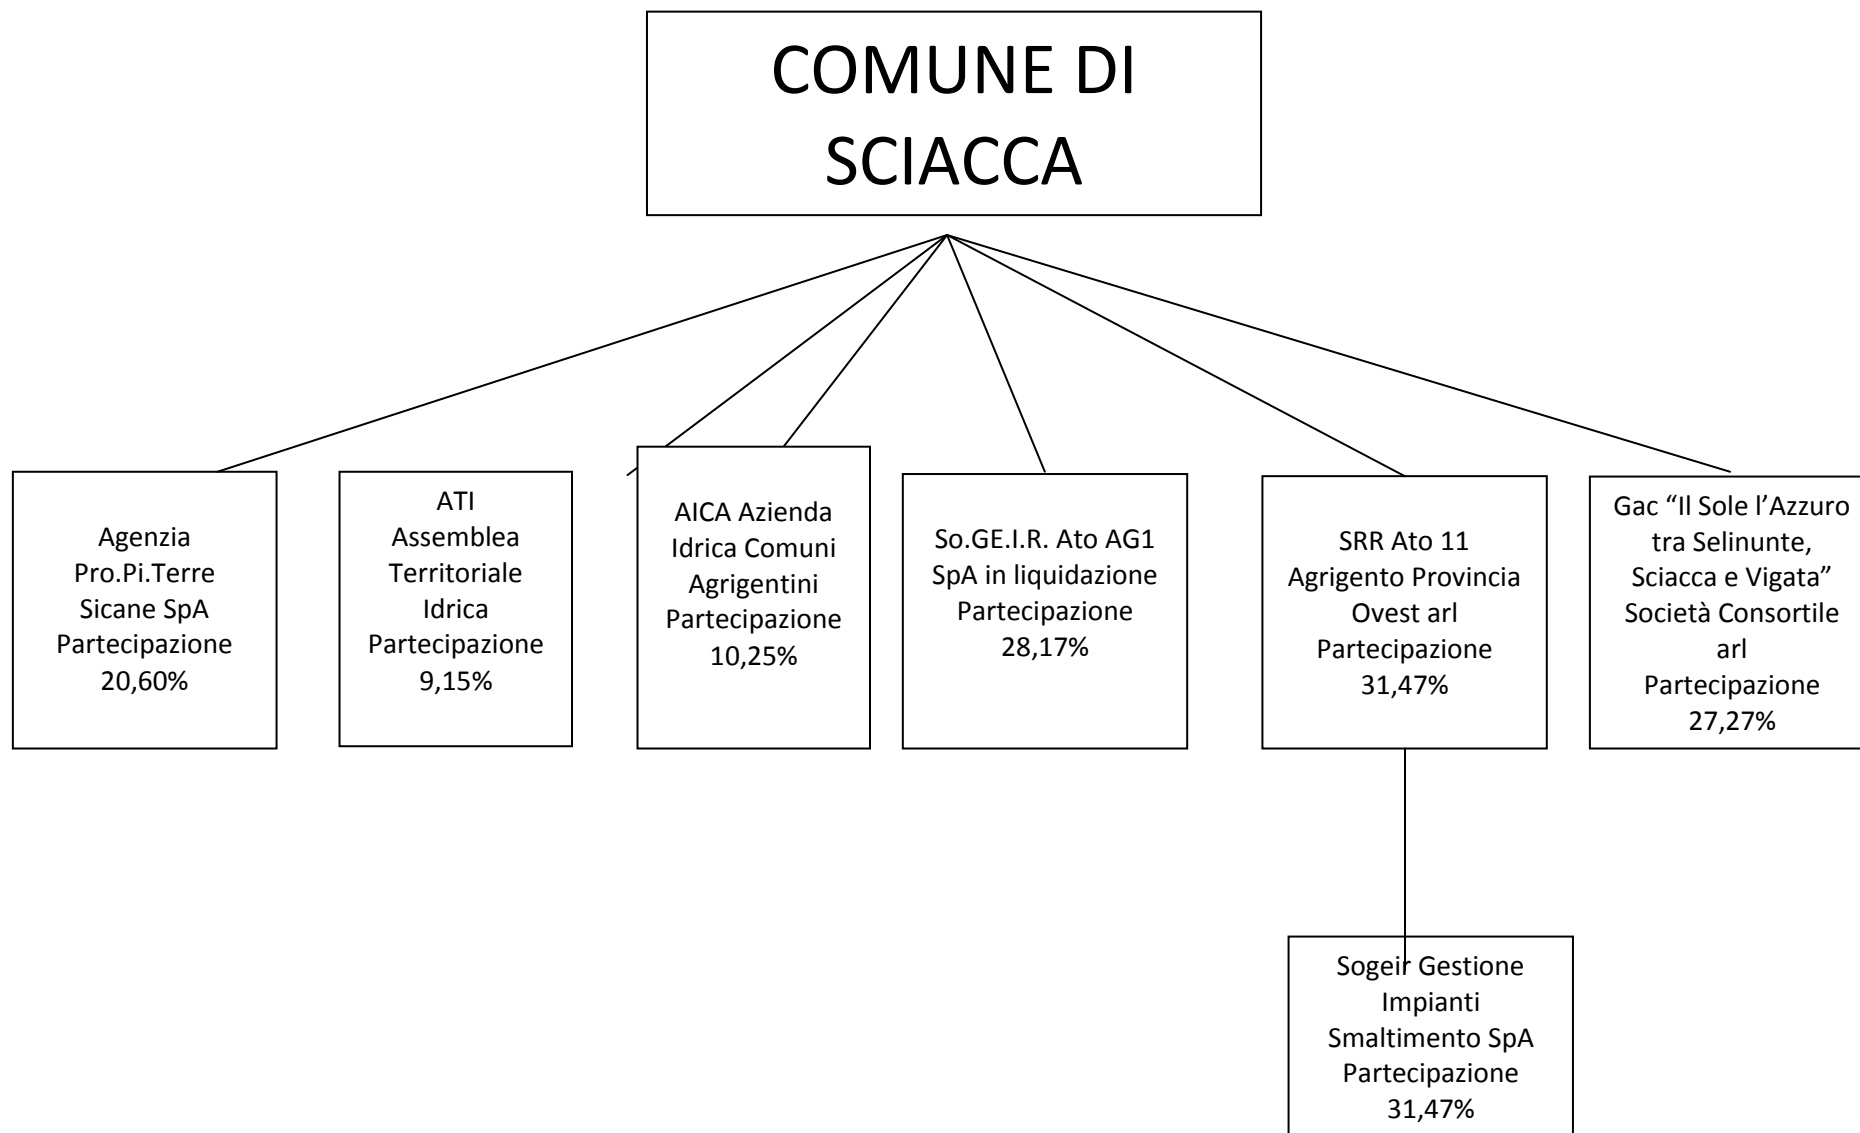 COMUNE DI
SCIACCA
Agenzia
Pro.Pi.Terre
Sicane SpA
Partecipazione
20,60%
ATI
Assemblea
Territoriale
Idrica
Partecipazione
9,15%
AICA Azienda
Idrica Comuni
Agrigentini
Partecipazione
10,25%
So.GE.I.R. Ato AG1
SpA in liquidazione
Partecipazione
28,17%
SRR Ato 11
Agrigento Provincia
Ovest arl
Partecipazione
31,47%
Gac “Il Sole l’Azzuro
tra Selinunte,
Sciacca e Vigata”
Società Consortile
arl
Partecipazione
27,27%
Sogeir Gestione
Impianti
Smaltimento SpA
Partecipazione
31,47%